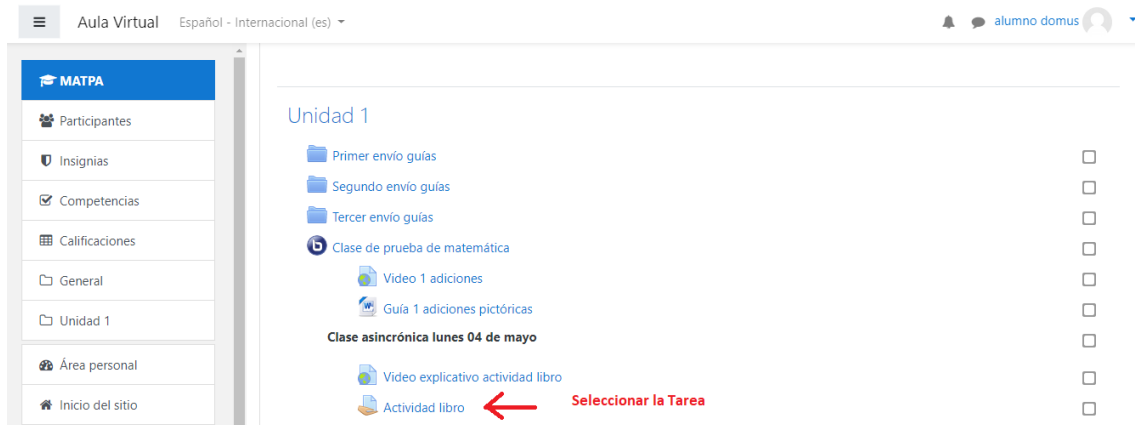 Aula Virtual Español - Internacional (es)
alumno domus
MATPA
Participantes
Insignias
Competencias
Calificaciones
General
Unidad 1
Área personal
Inicio del sitio
Unidad 1
Primer envío guías
Segundo envío guías
Tercer envío guías
Clase de prueba de matemática
Video 1 adiciones
Guía 1 adiciones pictóricas
Clase asincrónica lunes 04 de mayo
Video explicativo actividad libro
Actividad libro
Seleccionar la Tarea